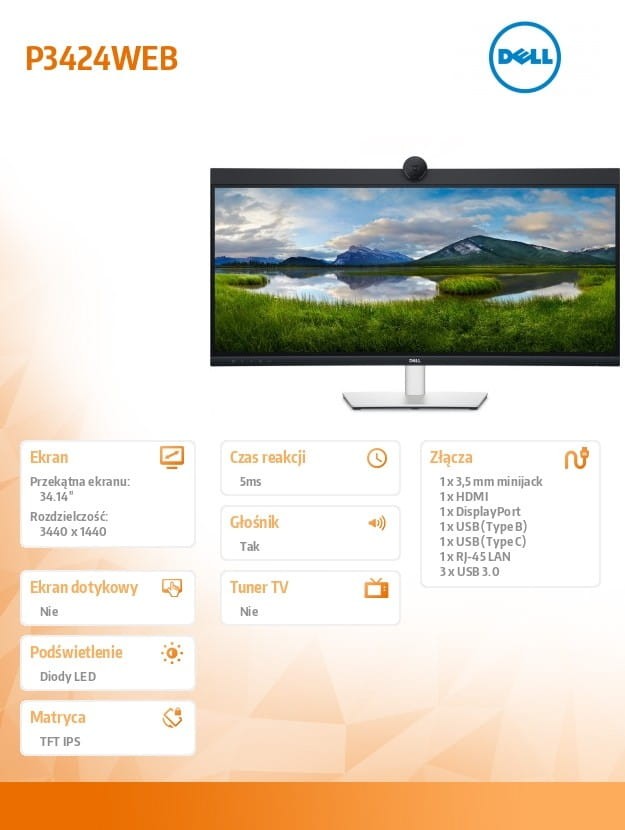 P3424WEB
DELL
DELL
Ekran
Przekątna ekranu:
34.14"
Rozdzielczość:
3440 x 1440
Ekran dotykowy
Nie
Podświetlenie
Diody LED
Matryca
TFT IPS
Czas reakcji
5ms
Głośnik
Tak
Tuner TV
Nie
Złącza
1 x 3,5 mm minijack
1 x HDMI
1 x DisplayPort
1 x USB (Type B)
1 x USB (Type C)
1 x RJ-45 LAN
3 x USB 3.0